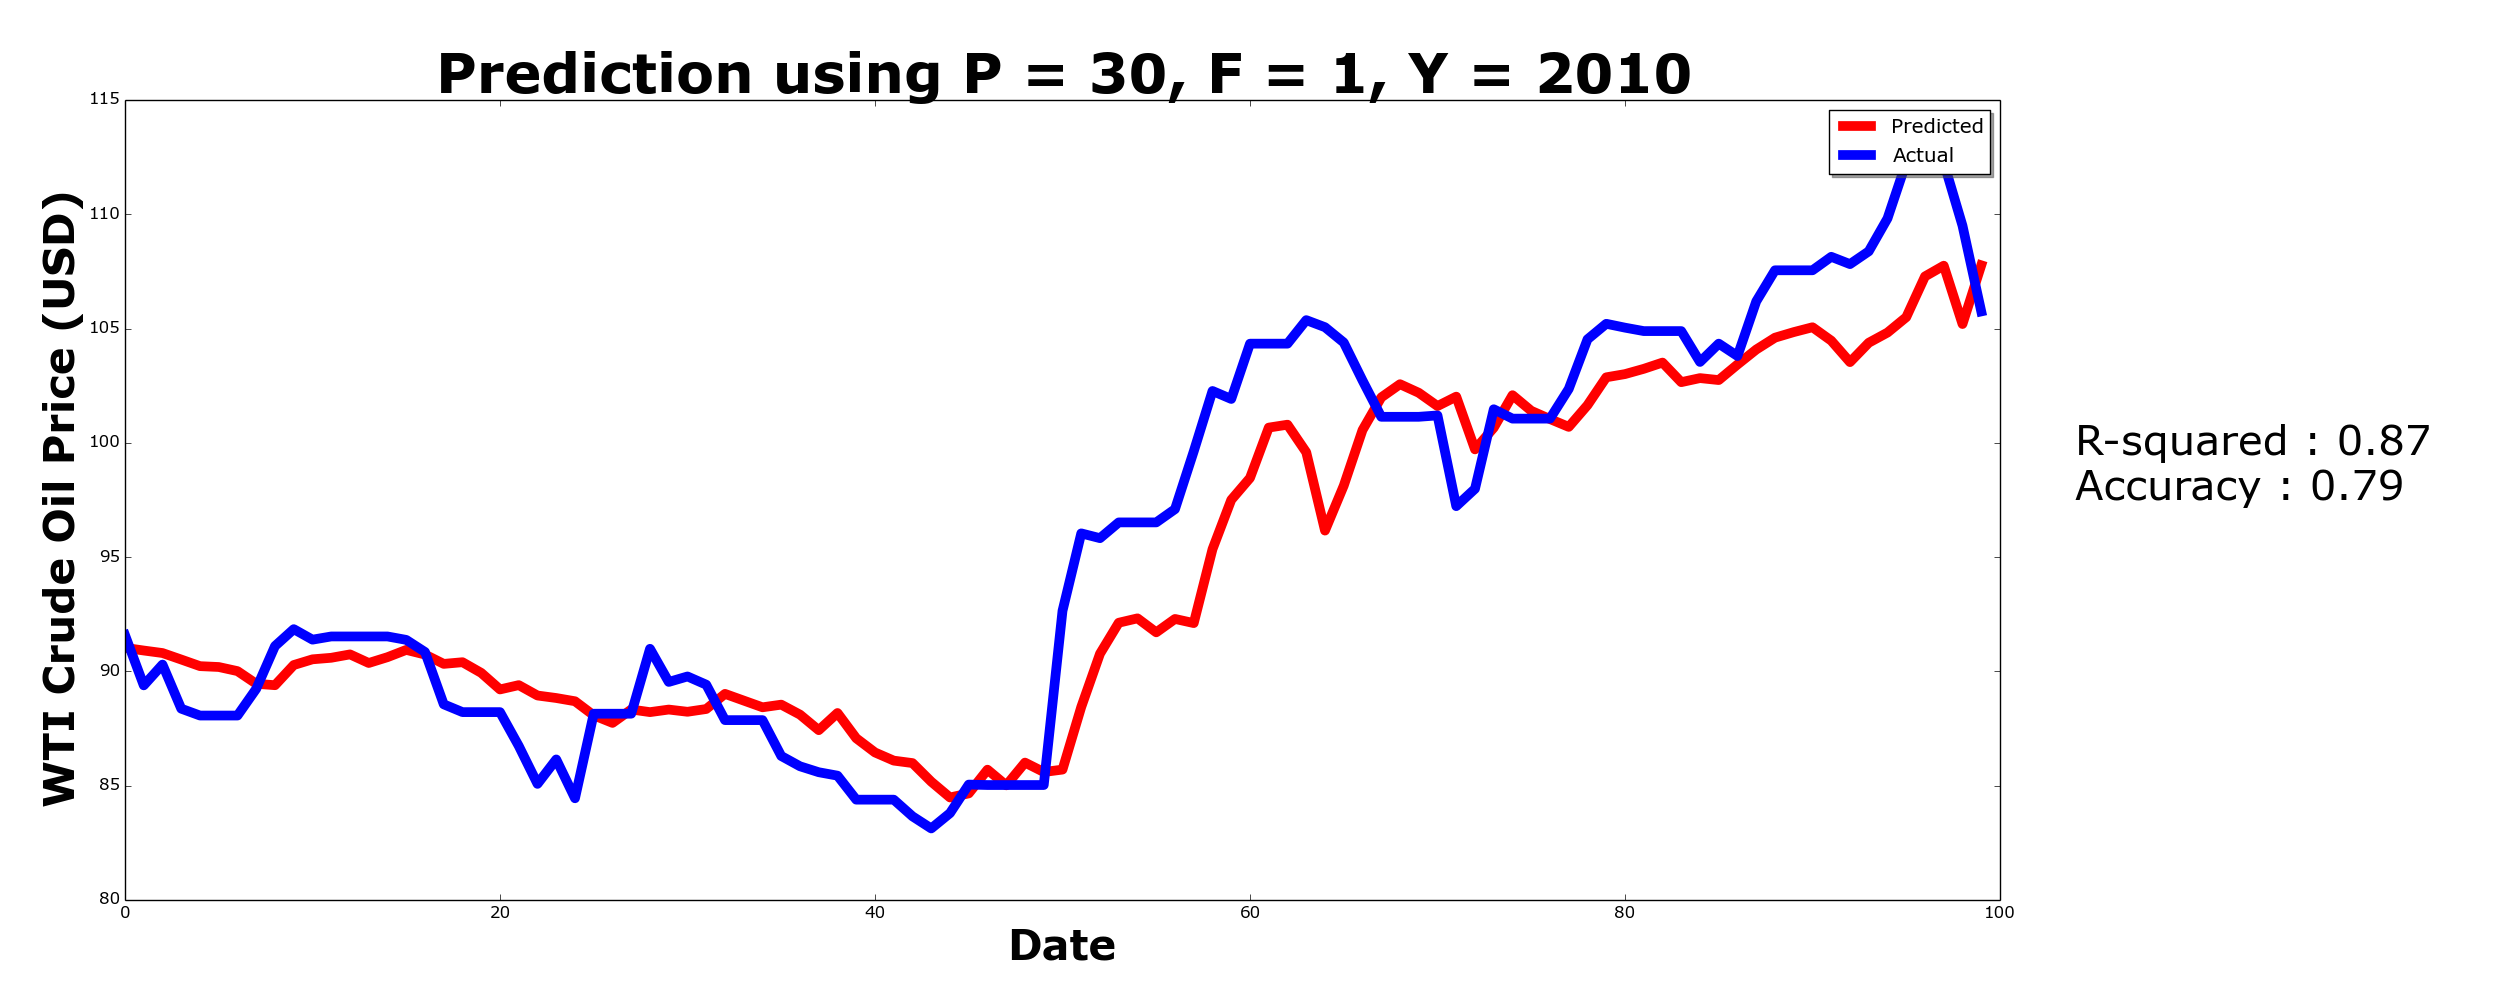 Prediction using P = 30, F = 1, Y = 2010
115
110
105
100
95
90
85
80
0
20
40
60
80
100
WTI Crude Oil Price (USD)
Date
Predicted
Actual
R-squared : 0.87
Accuracy : 0.79